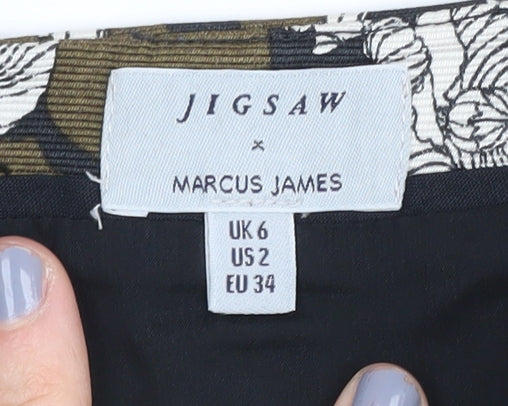 JIGSAW
x
MARCUS JAMES
UK 6
US 2
EU 34